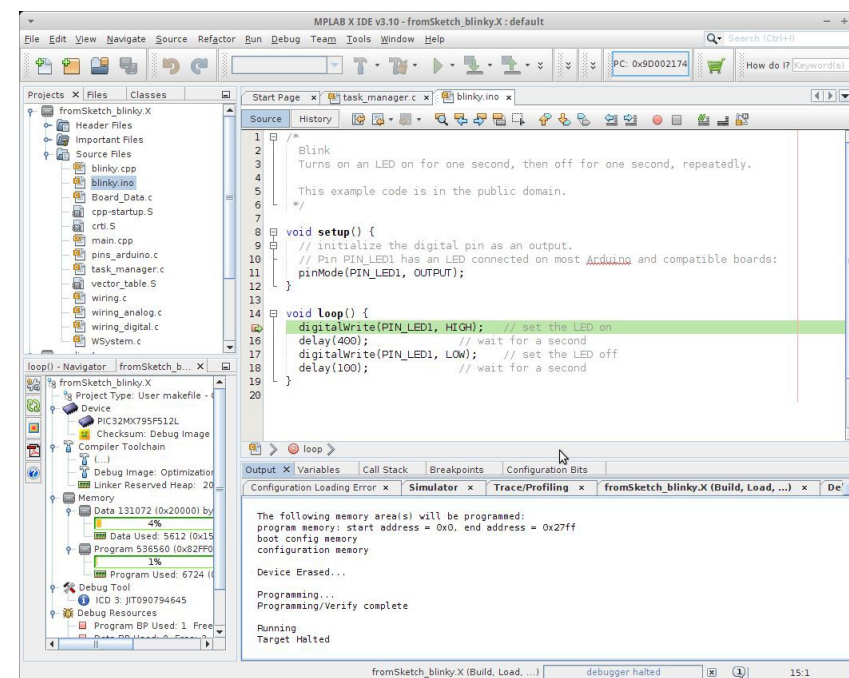 MPLAB X IDE v3.10 - fromSketch_blinky.X : default
File Edit View Navigate Source Refactor Run Debug Team Tools Window Help
Search (Ctrl+I)
PC: 0x9D002174
How do I? Keyword(s)
Projects Files Classes
fromSketch_blinky.X
Header Files
Important Files
Source Files
blinky.cpp
blinky.ino
Board_Data.c
cpp-startup.S
crti.S
main.cpp
pins_arduino.c
task_manager.c
vector_table.S
wiring.c
wiring_analog.c
wiring_digital.c
WSystem.c
Start Page task_manager.c blinky.ino
Source History
1 /*
2 Blink
3 Turns on an LED on for one second, then off for one second, repeatedly.
4
5 This example code is in the public domain.
6 */
7
8 void setup() {
9 // initialize the digital pin as an output.
10 // Pin PIN_LED1 has an LED connected on most Arduino and compatible boards:
11 pinMode(PIN_LED1, OUTPUT);
12 }
13
14 void loop() {
digitalWrite(PIN_LED1, HIGH); // set the LED on
16 delay(400); // wait for a second
17 digitalWrite(PIN_LED1, LOW); // set the LED off
18 delay(100); // wait for a second
19 }
20
loop
loop() - Navigator fromSketch_b...
fromSketch_blinky.X
Project Type: User makefile -
Device
PIC32MX795F512L
Checksum: Debug Image
Compiler Toolchain
(...)
Debug Image: Optimization
Linker Reserved Heap: 20
Memory
Data 131072 (0x20000) by
4%
Data Used: 5612 (0x15
Program 536560 (0x82FF0
1%
Program Used: 6724 (
Debug Tool
ICD 3: JIT090794645
Debug Resources
Program BP Used: 1 Free
Output Variables Call Stack Breakpoints Configuration Bits
Configuration Loading Error Simulator Trace/Profiling fromSketch_blinky.X (Build, Load, ...) De
The following memory area(s) will be programmed:
program memory: start address = 0x0, end address = 0x27ff
boot config memory
configuration memory
Device Erased...
Programming...
Programming/Verify complete
Running
Target Halted
fromSketch_blinky.X (Build, Load, ...) debugger halted 1 15:1